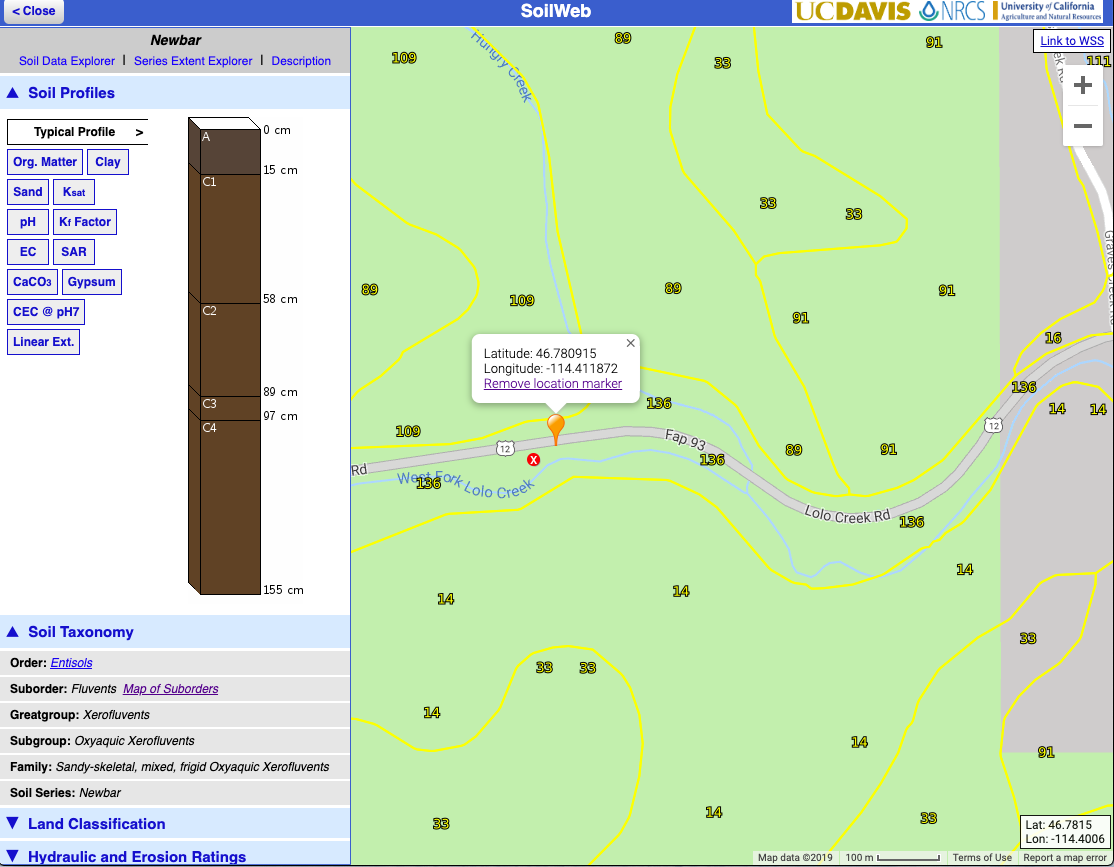 < Close
SoilWeb
UCDAVIS
NRCS
University of California
Agriculture and Natural Resources
Newbar
Soil Data Explorer | Series Extent Explorer | Description
▲ Soil Profiles
Typical Profile >
Org. Matter
Clay
Sand
Ksat
pH
Kf Factor
EC
SAR
CaCO3
Gypsum
CEC @ pH7
Linear Ext.
A
0 cm
15 cm
C1
58 cm
C2
89 cm
C3
97 cm
C4
155 cm
▲ Soil Taxonomy
Order: Entisols
Suborder: Fluvents Map of Suborders
Greatgroup: Xerofluvents
Subgroup: Oxyaquic Xerofluvents
Family: Sandy-skeletal, mixed, frigid Oxyaquic Xerofluvents
Soil Series: Newbar
▼ Land Classification
▼ Hydraulic and Erosion Ratings
Link to WSS
+
−
Hungry Creek
89
91
109
33
111
33
33
89
109
89
91
91
16
Graves Creek Rd
Latitude: 46.780915
Longitude: -114.411872
Remove location marker
×
136
136
14
14
12
109
Fap 93
12
89
91
X
136
Rd
West Fork Lolo Creek
136
Lolo Creek Rd
136
14
14
14
33
33
33
14
14
91
14
33
33
Lat: 46.7815
Lon: -114.4006
Map data ©2019
100 m
Terms of Use
Report a map error